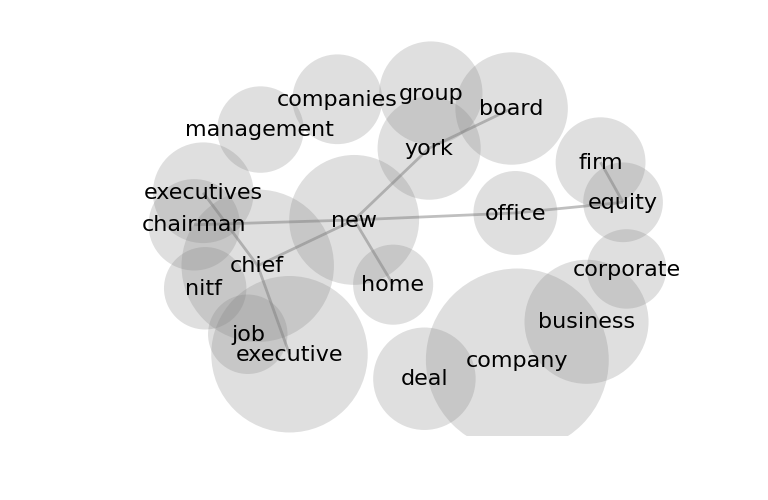 group
companies
board
management
york
firm
executives
equity
office
new
chairman
chief
corporate
home
nitf
business
job
executive
company
deal